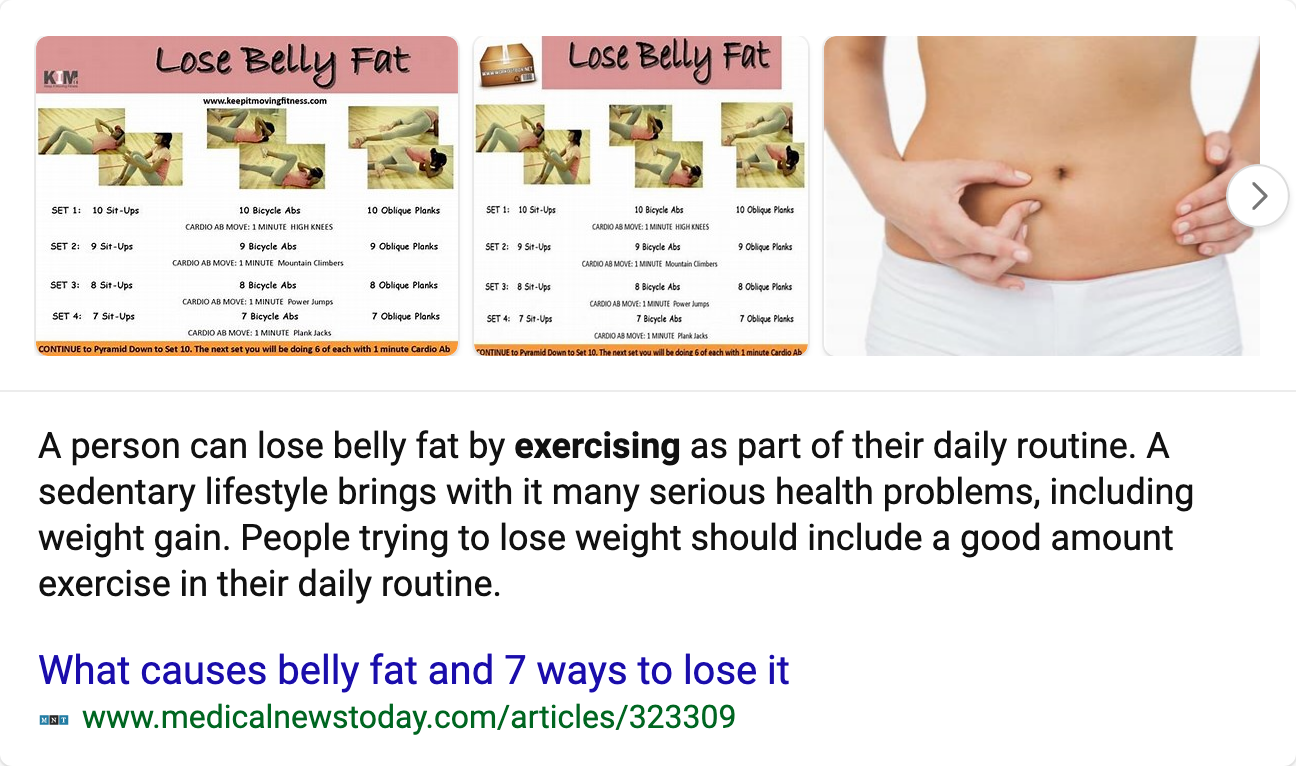 Lose Belly Fat
KIM
www.keepitmovingfitness.com
SET 1: 10 Sit-Ups 10 Bicycle Abs 10 Oblique Planks
CARDIO AB MOVE: 1 MINUTE HIGH KNEES
SET 2: 9 Sit-Ups 9 Bicycle Abs 9 Oblique Planks
CARDIO AB MOVE: 1 MINUTE Mountain Climbers
SET 3: 8 Sit-Ups 8 Bicycle Abs 8 Oblique Planks
CARDIO AB MOVE: 1 MINUTE Power Jumps
SET 4: 7 Sit-Ups 7 Bicycle Abs 7 Oblique Planks
CARDIO AB MOVE: 1 MINUTE Plank Jacks
CONTINUE to Pyramid Down to Set 10. The next set you will be doing 6 of each with 1 minute Cardio Ab
Lose Belly Fat
SET 1: 10 Sit-Ups 10 Bicycle Abs 10 Oblique Planks
CARDIO AB MOVE: 1 MINUTE HIGH KNEES
SET 2: 9 Sit-Ups 9 Bicycle Abs 9 Oblique Planks
CARDIO AB MOVE: 1 MINUTE Mountain Climbers
SET 3: 8 Sit-Ups 8 Bicycle Abs 8 Oblique Planks
CARDIO AB MOVE: 1 MINUTE Power Jumps
SET 4: 7 Sit-Ups 7 Bicycle Abs 7 Oblique Planks
CARDIO AB MOVE: 1 MINUTE Plank Jacks
CONTINUE to Pyramid Down to Set 10. The next set you will be doing 6 of each with 1 minute Cardio Ab
A person can lose belly fat by exercising as part of their daily routine. A
sedentary lifestyle brings with it many serious health problems, including
weight gain. People trying to lose weight should include a good amount
exercise in their daily routine.
What causes belly fat and 7 ways to lose it
MNT www.medicalnewstoday.com/articles/323309